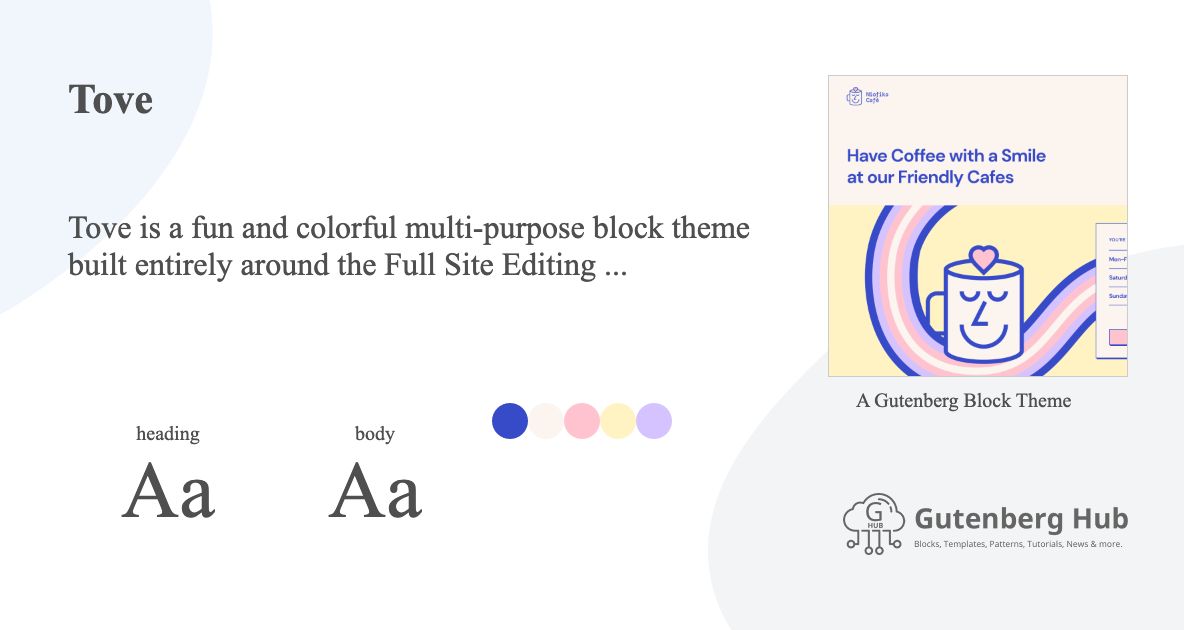 Tove
Tove is a fun and colorful multi-purpose block theme
built entirely around the Full Site Editing ...
heading
Aa
body
Aa
Niofika
Café
Have Coffee with a Smile
at our Friendly Cafes
YOU'RE
Mon-F
Saturd
Sunda
A Gutenberg Block Theme
G
HUB
Gutenberg Hub
Blocks, Templates, Patterns, Tutorials, News & more.